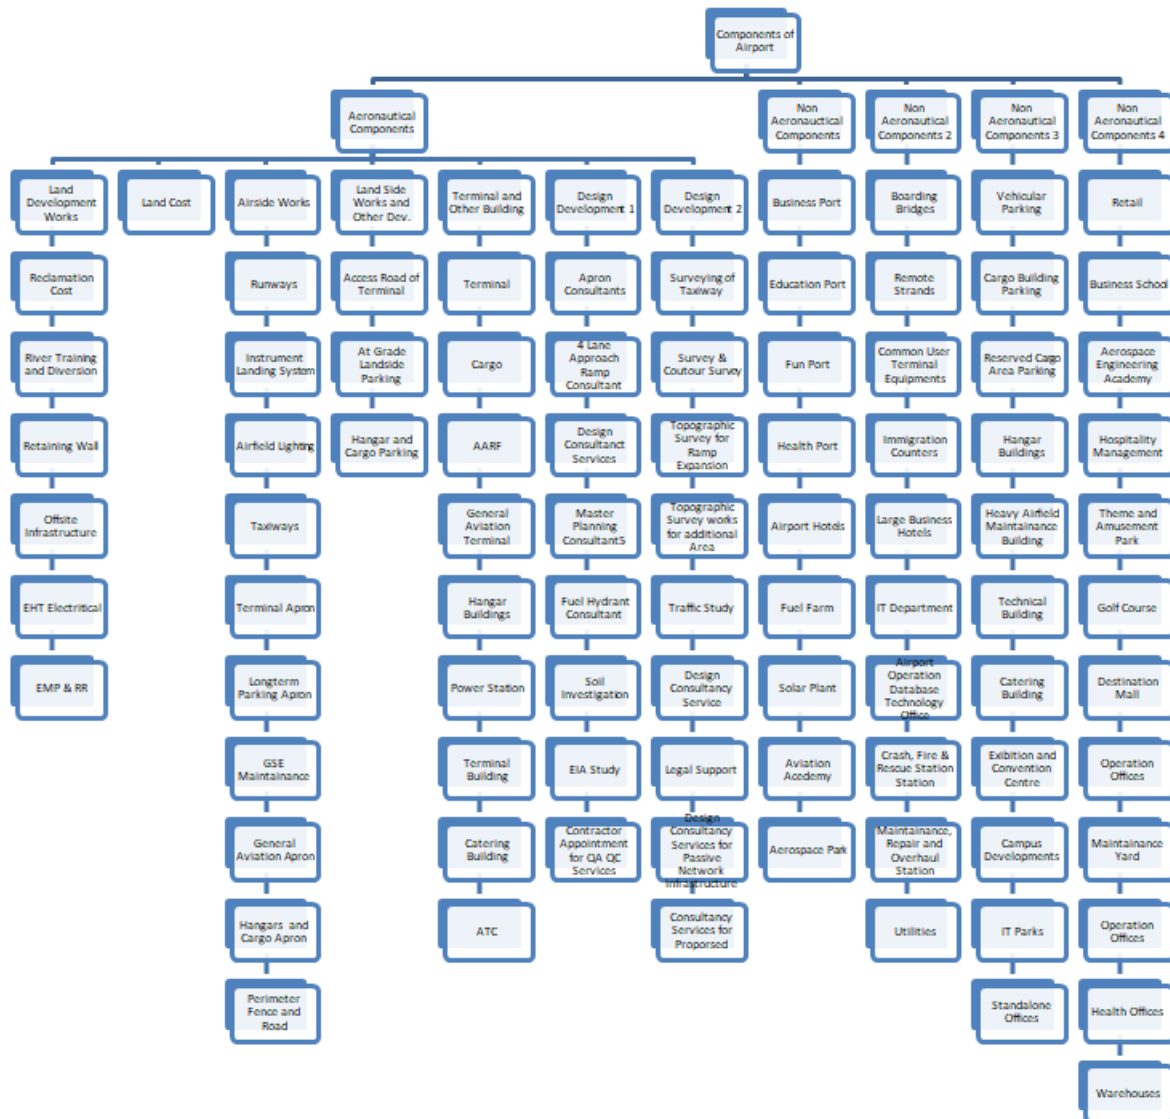 Components of
Airport
Aeronautical
Components
Non
Aeronauctical
Components
Non
Aeronautical
Components 2
Non
Aeronautical
Components 3
Non
Aeronautical
Components 4
Land
Development
Works
Land Cost
Airside Works
Land Side
Works and
Other Dev.
Terminal and
Other Building
Design
Development 1
Design
Development 2
Business Port
Boarding
Bridges
Vehicular
Parking
Retail
Reclamation
Cost
Runways
Access Road of
Terminal
Terminal
Apron
Consultants
Surveying of
Taxiway
Education Port
Remote
Strands
Cargo Building
Parking
Business School
River Training
and Diversion
Instrument
Landing System
At Grade
Landside
Parking
Cargo
4 Lane
Approach
Ramp
Consultant
Survey &
Coutour Survey
Fun Port
Common User
Terminal
Equipments
Reserved Cargo
Area Parking
Aerospace
Engineering
Academy
Retaining Wall
Airfield Lighting
Hangar and
Cargo Parking
AARF
Design
Consultanct
Services
Topographic
Survey for
Ramp
Expansion
Health Port
Immigration
Counters
Hangar
Buildings
Hospitality
Management
Offsite
Infrastructure
Taxiways
General
Aviation
Terminal
Master
Planning
Consultant5
Topographic
Survey works
for additional
Area
Airport Hotels
Large Business
Hotels
Heavy Airfield
Maintainance
Building
Theme and
Amusement
Park
EHT Electritical
Terminal Apron
Hangar
Buildings
Fuel Hydrant
Consultant
Traffic Study
Fuel Farm
IT Department
Technical
Building
Golf Course
EMP & RR
Longterm
Parking Apron
Power Station
Soil
Investigation
Design
Consultancy
Service
Solar Plant
Airport
Operation
Database
Technology
Office
Catering
Building
Destination
Mall
GSE
Maintainance
Terminal
Building
EIA Study
Legal Support
Aviation
Acedemy
Crash, Fire &
Rescue Station
Station
Exibition and
Convention
Centre
Operation
Offices
General
Aviation Apron
Catering
Building
Contractor
Appointment
for QA QC
Services
Design
Consultancy
Services for
Passive
Network
Infrastructure
Aerospace Park
Maintainance,
Repair and
Overhaul
Station
Campus
Developments
Maintainance
Yard
Hangars and
Cargo Apron
ATC
Consultancy
Services for
Proporsed
Utilities
IT Parks
Operation
Offices
Perimeter
Fence and
Road
Standalone
Offices
Health Offices
Warehouses